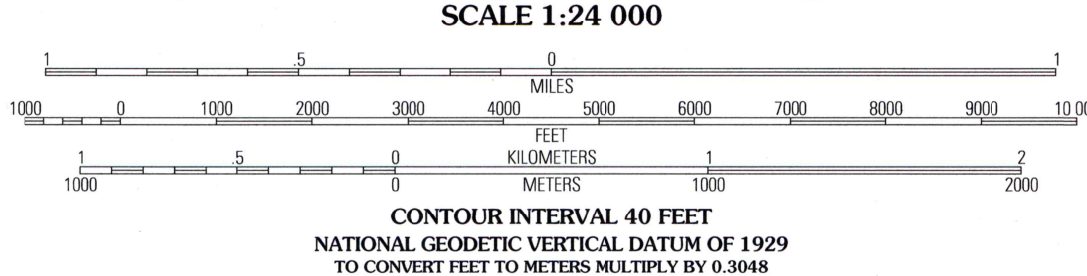 SCALE 1:24 000
1 .5 0 1
MILES
1000 0 1000 2000 3000 4000 5000 6000 7000 8000 9000 10 00
FEET
1 .5 0 KILOMETERS 1 2
1000 0 METERS 1000 2000
CONTOUR INTERVAL 40 FEET
NATIONAL GEODETIC VERTICAL DATUM OF 1929
TO CONVERT FEET TO METERS MULTIPLY BY 0.3048